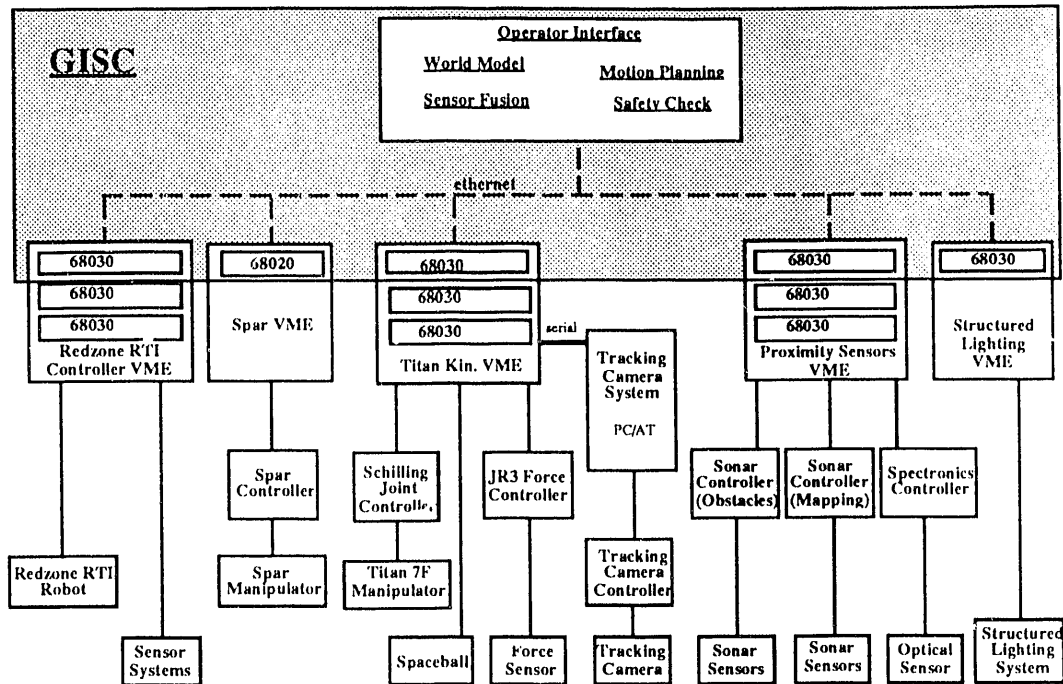 GISC
Operator Interface
World Model
Motion Planning
Sensor Fusion
Safety Check
ethernet
68030
68030
68030
Redzone RTI
Controller VME
68020
Spar VME
68030
68030
68030
Titan Kin. VME
serial
Tracking
Camera
System
PC/AT
68030
68030
68030
Proximity Sensors
VME
68030
Structured
Lighting
VME
Spar
Controller
Schilling
Joint
JR3 Force
Controller
Sonar
Controller
(Obstacles)
Sonar
Controller
(Mapping)
Spectronics
Controller
Redzone RTI
Robot
Spar
Manipulator
Titan 7F
Manipulator
Tracking
Camera
Controller
Sensor
Systems
Spaceball
Force
Sensor
Tracking
Camera
Sonar
Sensors
Sonar
Sensors
Optical
Sensor
Structured
Lighting
System